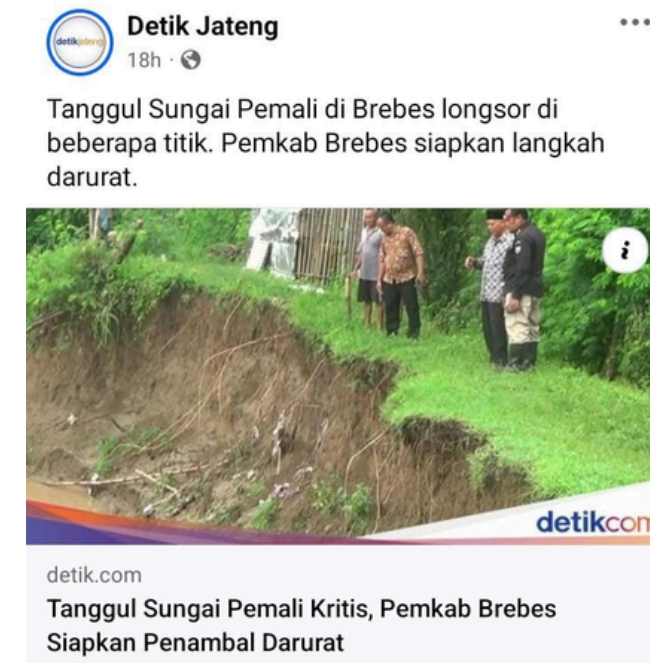 detikjateng
Detik Jateng
18h ·
Tanggul Sungai Pemali di Brebes longsor di
beberapa titik. Pemkab Brebes siapkan langkah
darurat.
i
detikcom
detik.com
Tanggul Sungai Pemali Kritis, Pemkab Brebes
Siapkan Penambal Darurat